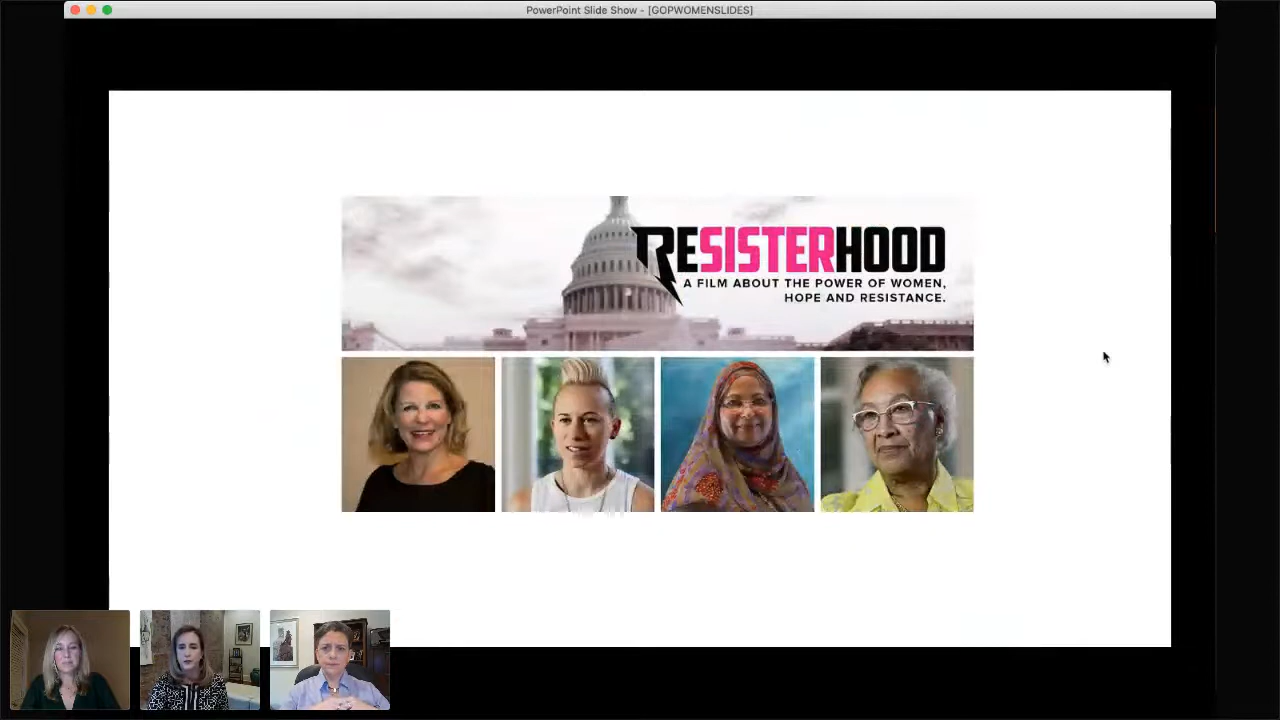 PowerPoint Slide Show - [GOPWOMENSLIDES]
RESISTERHOOD
A FILM ABOUT THE POWER OF WOMEN,
HOPE AND RESISTANCE.